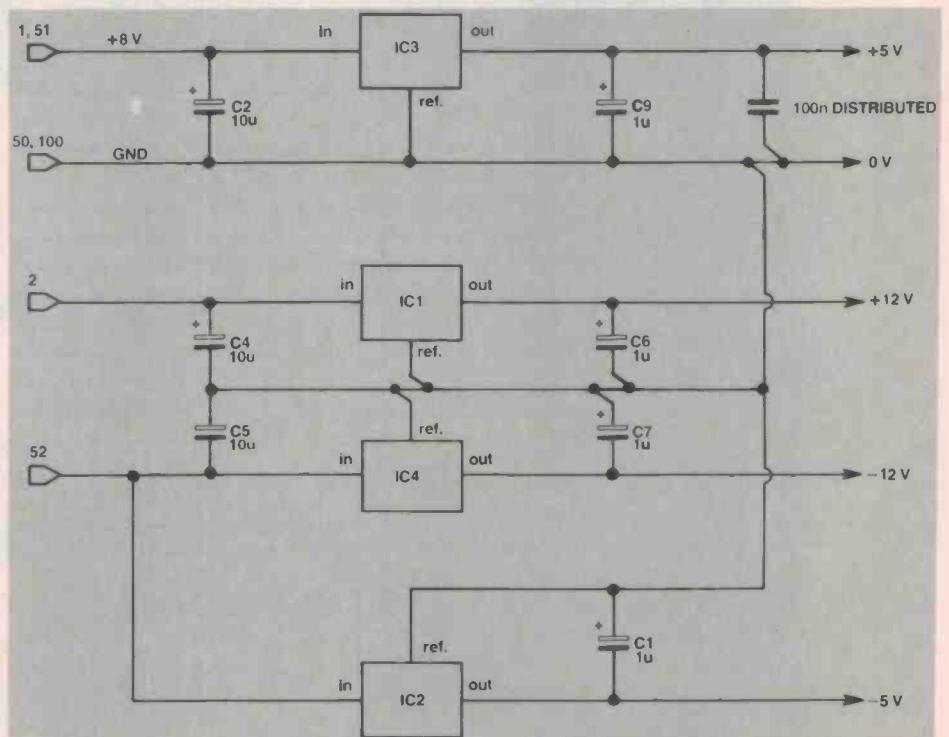 1, 51
+8 V
in
IC3
out
+5 V
+
C2
10u
ref.
+
C9
1u
100n DISTRIBUTED
50, 100
GND
0 V
2
in
IC1
out
+12 V
+
C4
10u
ref.
+
C6
1u
+
C5
10u
ref.
+
C7
1u
52
in
IC4
out
−12 V
ref.
+
C1
1u
in
IC2
out
−5 V